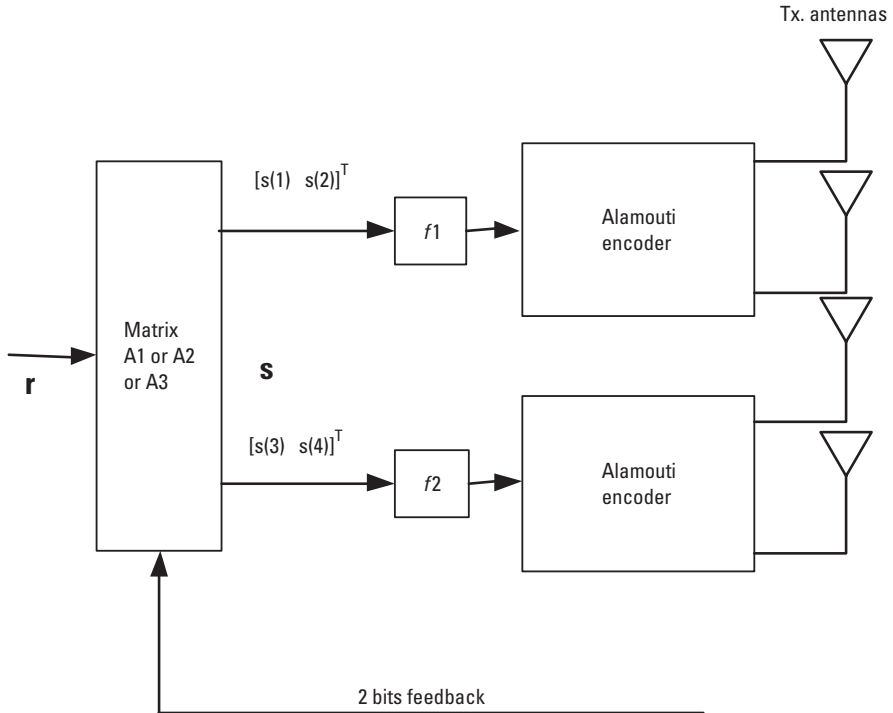 Tx. antennas
[s(1) s(2)]T
f1
Alamouti
encoder
Matrix
A1 or A2
or A3
r
s
[s(3) s(4)]T
f2
Alamouti
encoder
2 bits feedback